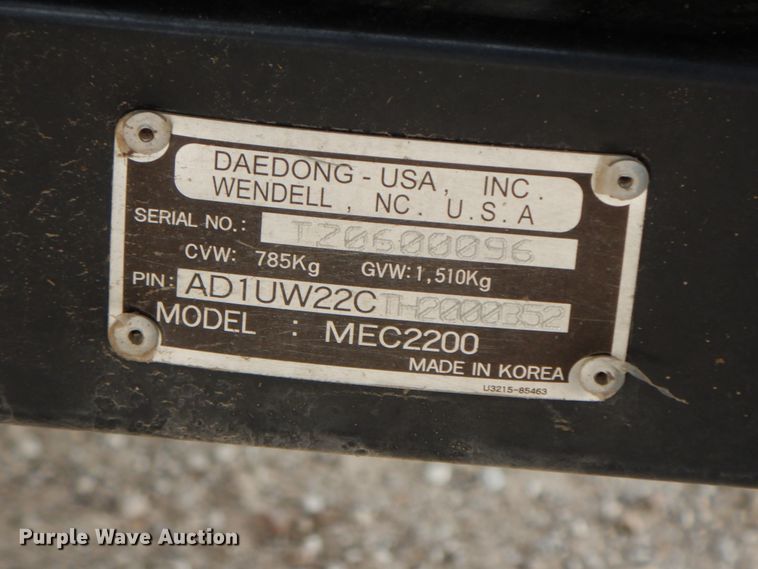 DAEDONG - USA, INC.
WENDELL, NC. U.S.A
SERIAL NO.: TZ0600096
CVW: 785Kg GVW: 1,510Kg
PIN: AD1UW22CTH2000352
MODEL : MEC2200
MADE IN KOREA
U3215-85463
Purple Wave Auction